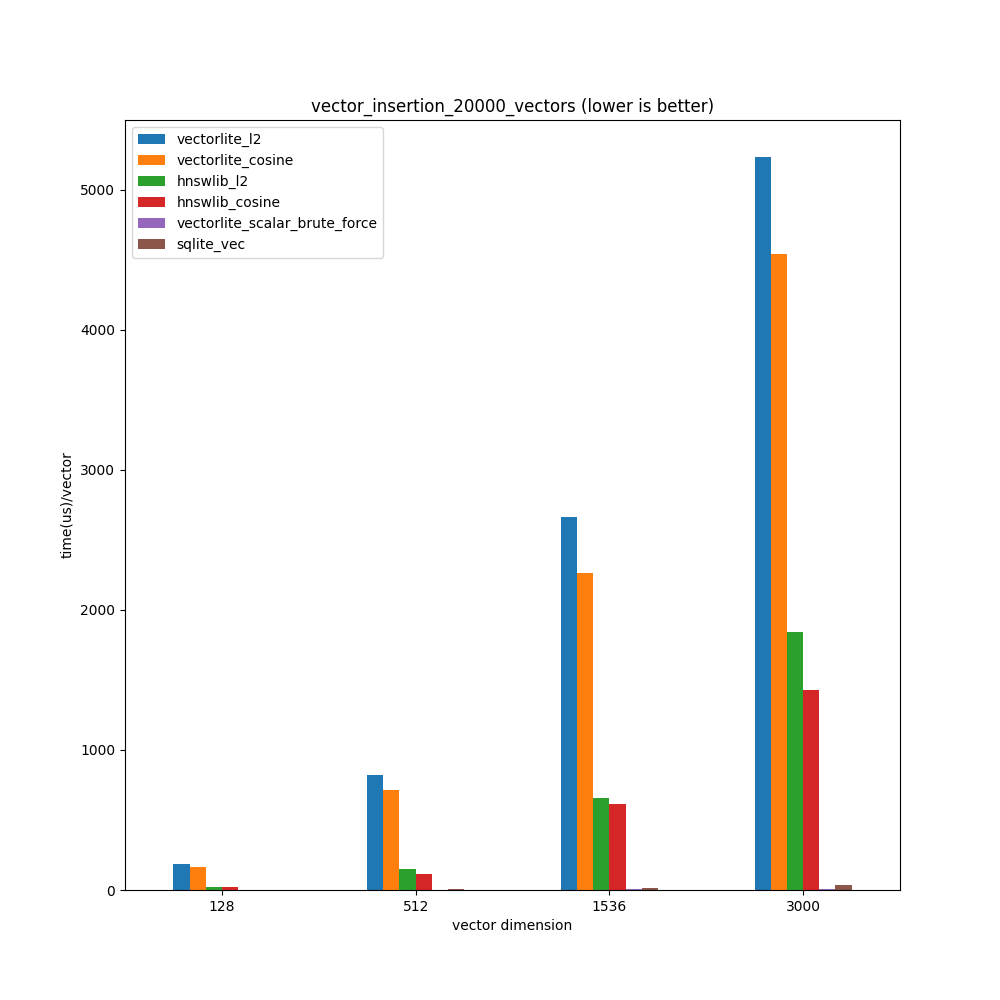 vector_insertion_20000_vectors (lower is better)
vectorlite_l2
vectorlite_cosine
hnswlib_l2
hnswlib_cosine
vectorlite_scalar_brute_force
sqlite_vec
5000
4000
3000
2000
1000
0
time(us)/vector
128
512
1536
3000
vector dimension